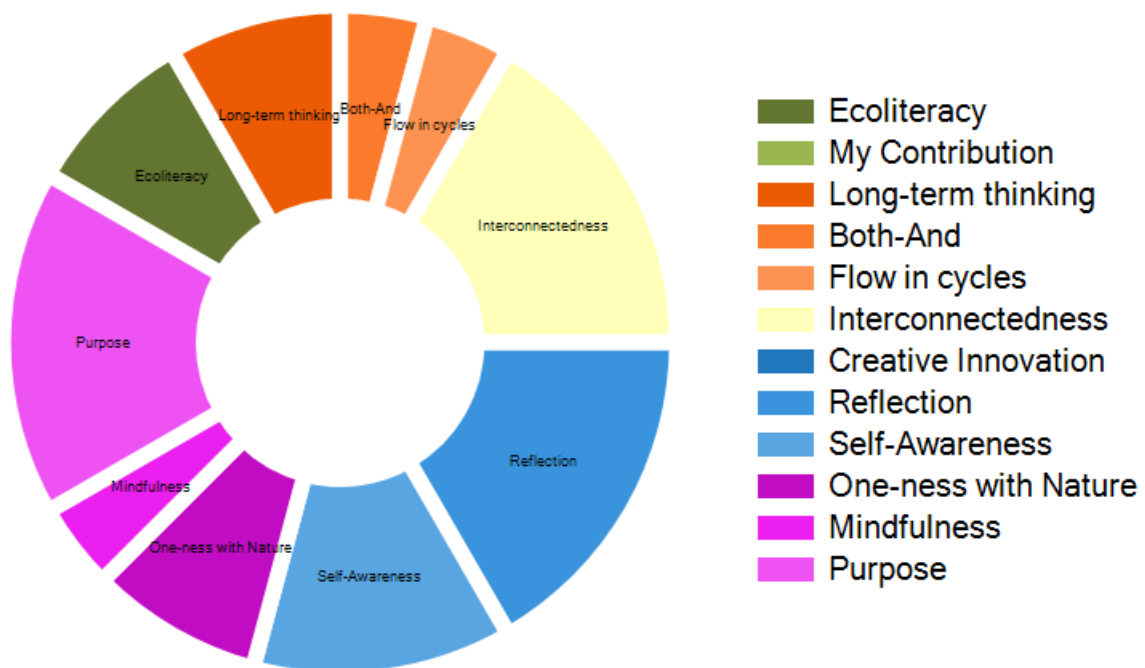 Long-term thinking
Both-And
Flow in cycles
Ecoliteracy
Interconnectedness
Purpose
Reflection
Mindfulness
One-ness with Nature
Self-Awareness
Ecoliteracy
My Contribution
Long-term thinking
Both-And
Flow in cycles
Interconnectedness
Creative Innovation
Reflection
Self-Awareness
One-ness with Nature
Mindfulness
Purpose